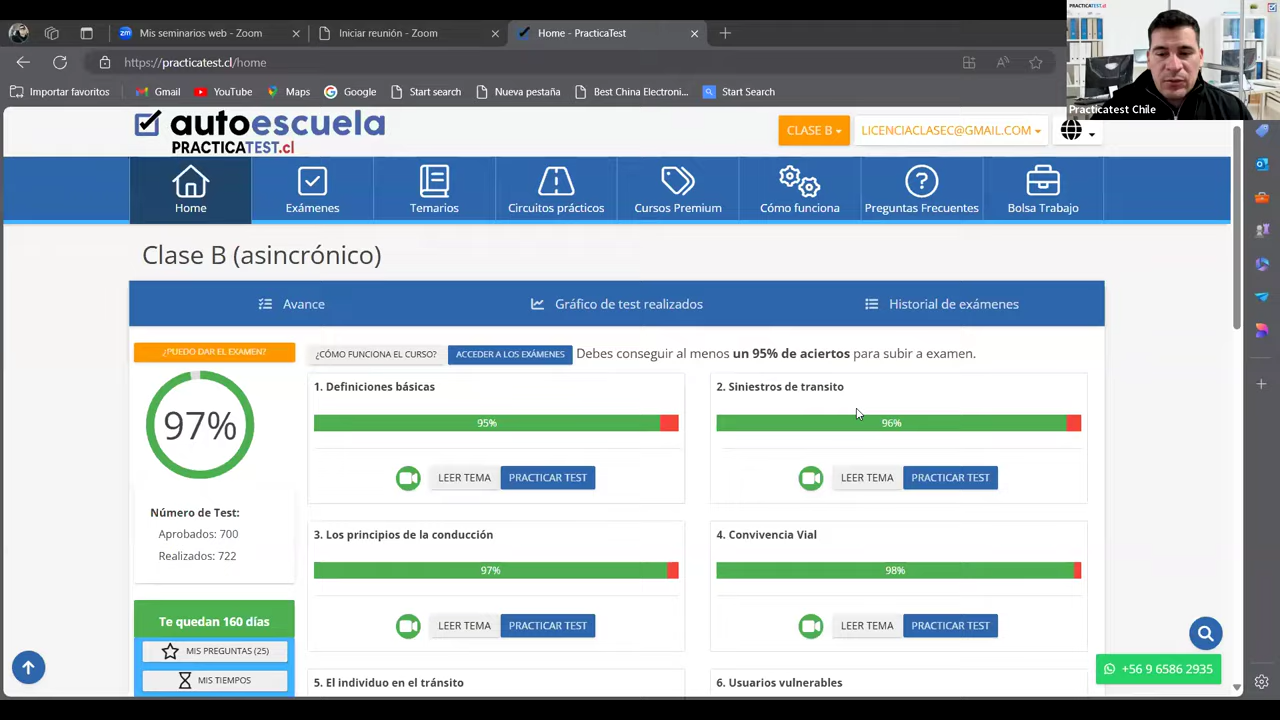 Mis seminarios web - Zoom
Iniciar reunión - Zoom
Home - PracticaTest
https://practicatest.cl/home
Importar favoritos
Gmail
YouTube
Maps
Google
Start search
Nueva pestaña
Best China Electroni...
Start Search
PRACTICATEST.cl
Practicatest Chile
autoescuela
PRACTICATEST.cl
CLASE B
LICENCIACLASEC@GMAIL.COM
Home
Exámenes
Temarios
Circuitos prácticos
Cursos Premium
Cómo funciona
Preguntas Frecuentes
Bolsa Trabajo
Clase B (asincrónico)
Avance
Gráfico de test realizados
Historial de exámenes
¿PUEDO DAR EL EXAMEN?
97%
Número de Test:
Aprobados: 700
Realizados: 722
Te quedan 160 días
MIS PREGUNTAS (25)
MIS TIEMPOS
¿CÓMO FUNCIONA EL CURSO?
ACCEDER A LOS EXÁMENES
Debes conseguir al menos un 95% de aciertos para subir a examen.
1. Definiciones básicas
95%
LEER TEMA
PRACTICAR TEST
2. Siniestros de transito
96%
LEER TEMA
PRACTICAR TEST
3. Los principios de la conducción
97%
LEER TEMA
PRACTICAR TEST
4. Convivencia Vial
98%
LEER TEMA
PRACTICAR TEST
5. El individuo en el tránsito
6. Usuarios vulnerables
+56 9 6586 2935